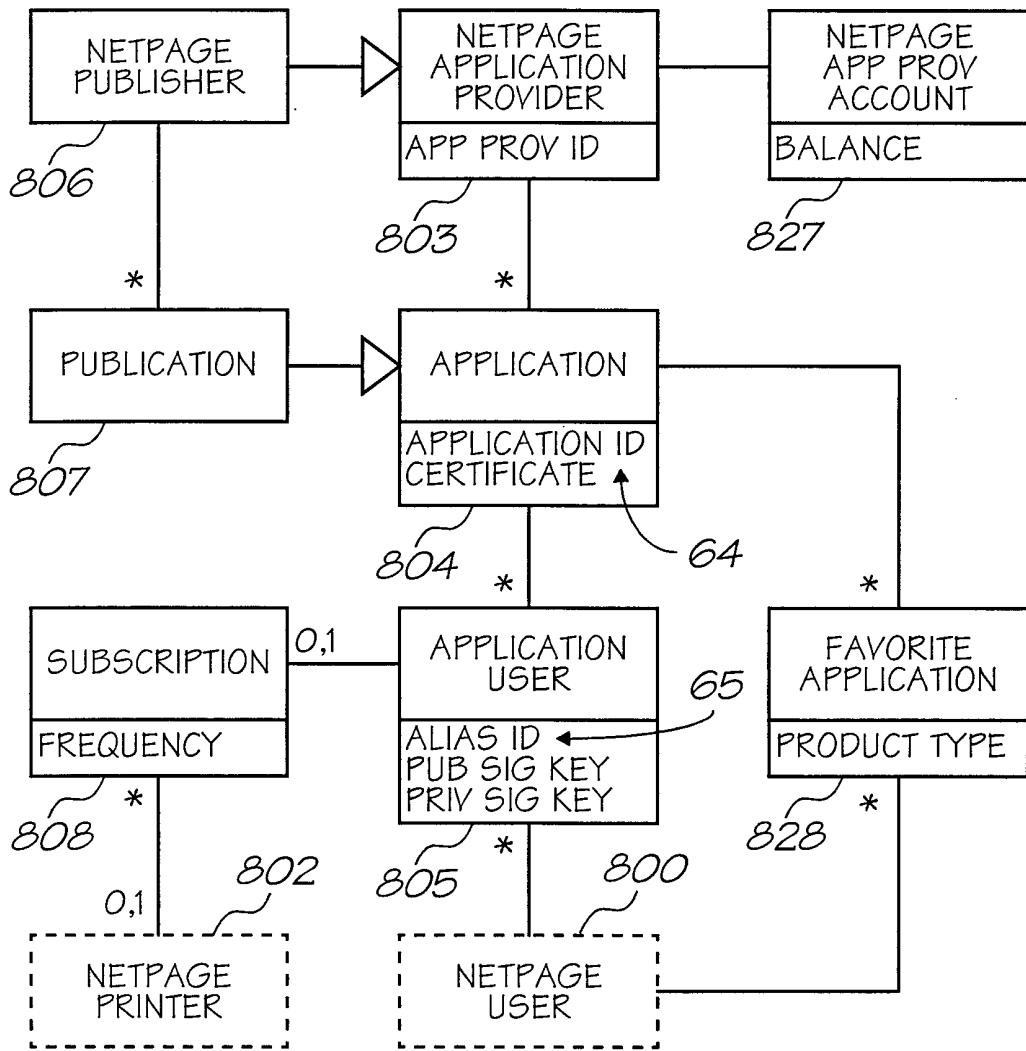 NETPAGE
PUBLISHER
NETPAGE
APPLICATION
PROVIDER
APP PROV ID
NETPAGE
APP PROV
ACCOUNT
BALANCE
806
803
827
*
*
PUBLICATION
APPLICATION
APPLICATION ID
CERTIFICATE
807
804
64
*
*
SUBSCRIPTION
FREQUENCY
0,1
APPLICATION
USER
ALIAS ID
PUB SIG KEY
PRIV SIG KEY
65
FAVORITE
APPLICATION
PRODUCT TYPE
808
*
805
*
828
*
802
800
0,1
NETPAGE
PRINTER
NETPAGE
USER